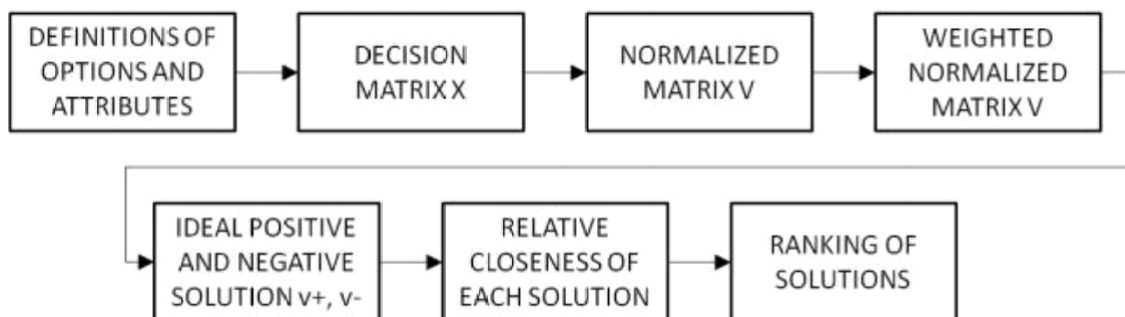 DEFINITIONS OF
OPTIONS AND
ATTRIBUTES
DECISION
MATRIX X
NORMALIZED
MATRIX V
WEIGHTED
NORMALIZED
MATRIX V
IDEAL POSITIVE
AND NEGATIVE
SOLUTION v+, v-
RELATIVE
CLOSENESS OF
EACH SOLUTION
RANKING OF
SOLUTIONS